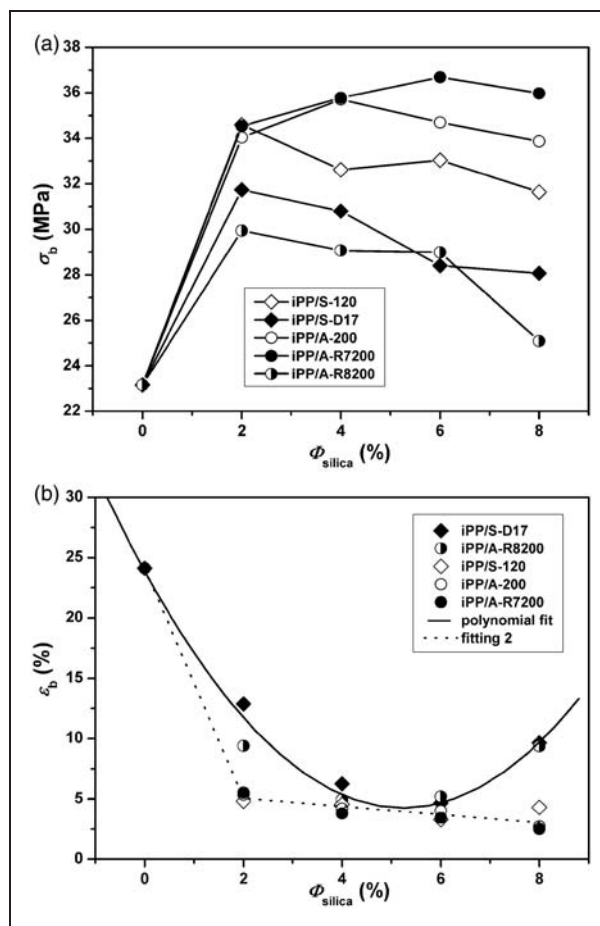 (a)
38
36
34
32
30
28
26
24
22
σb (MPa)
iPP/S-120
iPP/S-D17
iPP/A-200
iPP/A-R7200
iPP/A-R8200
0 2 4 6 8
Φsilica (%)
(b)
30
25
20
15
10
5
0
εb (%)
iPP/S-D17
iPP/A-R8200
iPP/S-120
iPP/A-200
iPP/A-R7200
polynomial fit
fitting 2
0 2 4 6 8
Φsilica (%)